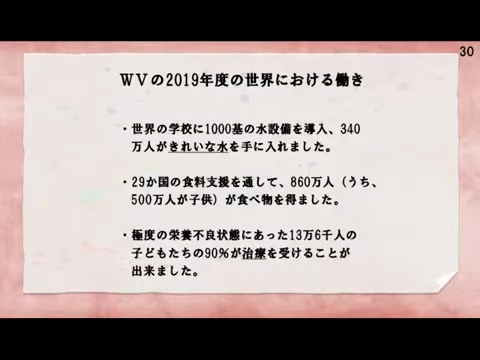 30
WVの2019年度の世界における働き
・世界の学校に1000基の水設備を導入、340
万人がきれいな水を手に入れました。
・29か国の食料支援を通して、860万人（うち、
500万人が子供）が食べ物を得ました。
・極度の栄養不良状態にあった13万6千人の
子どもたちの90％が治療を受けることが
出来ました。